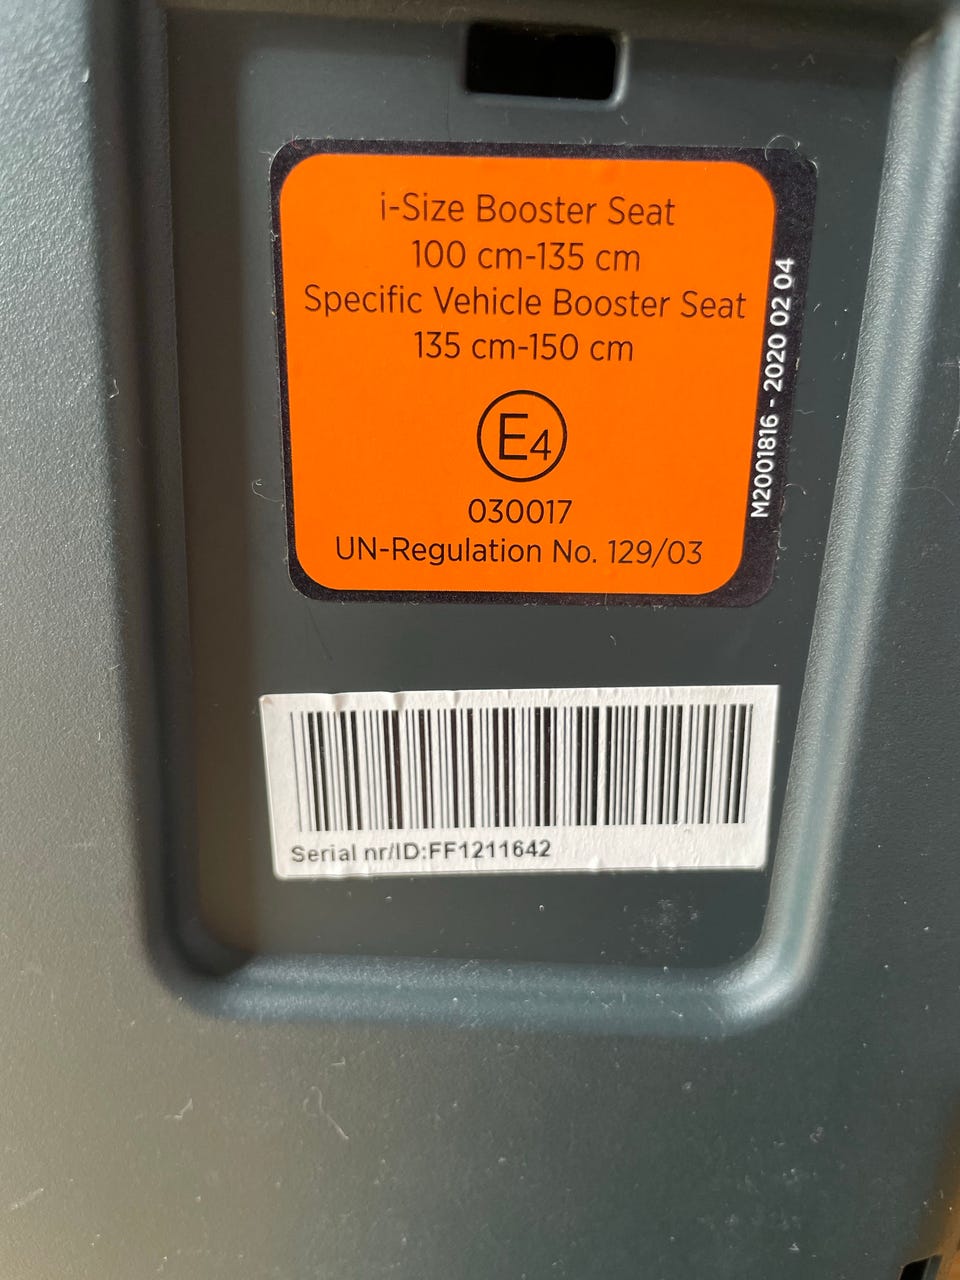 i-Size Booster Seat
100 cm-135 cm
Specific Vehicle Booster Seat
135 cm-150 cm
E4
030017
UN-Regulation No. 129/03
M2001816 - 2020 02 04
Serial nr/ID:FF1211642